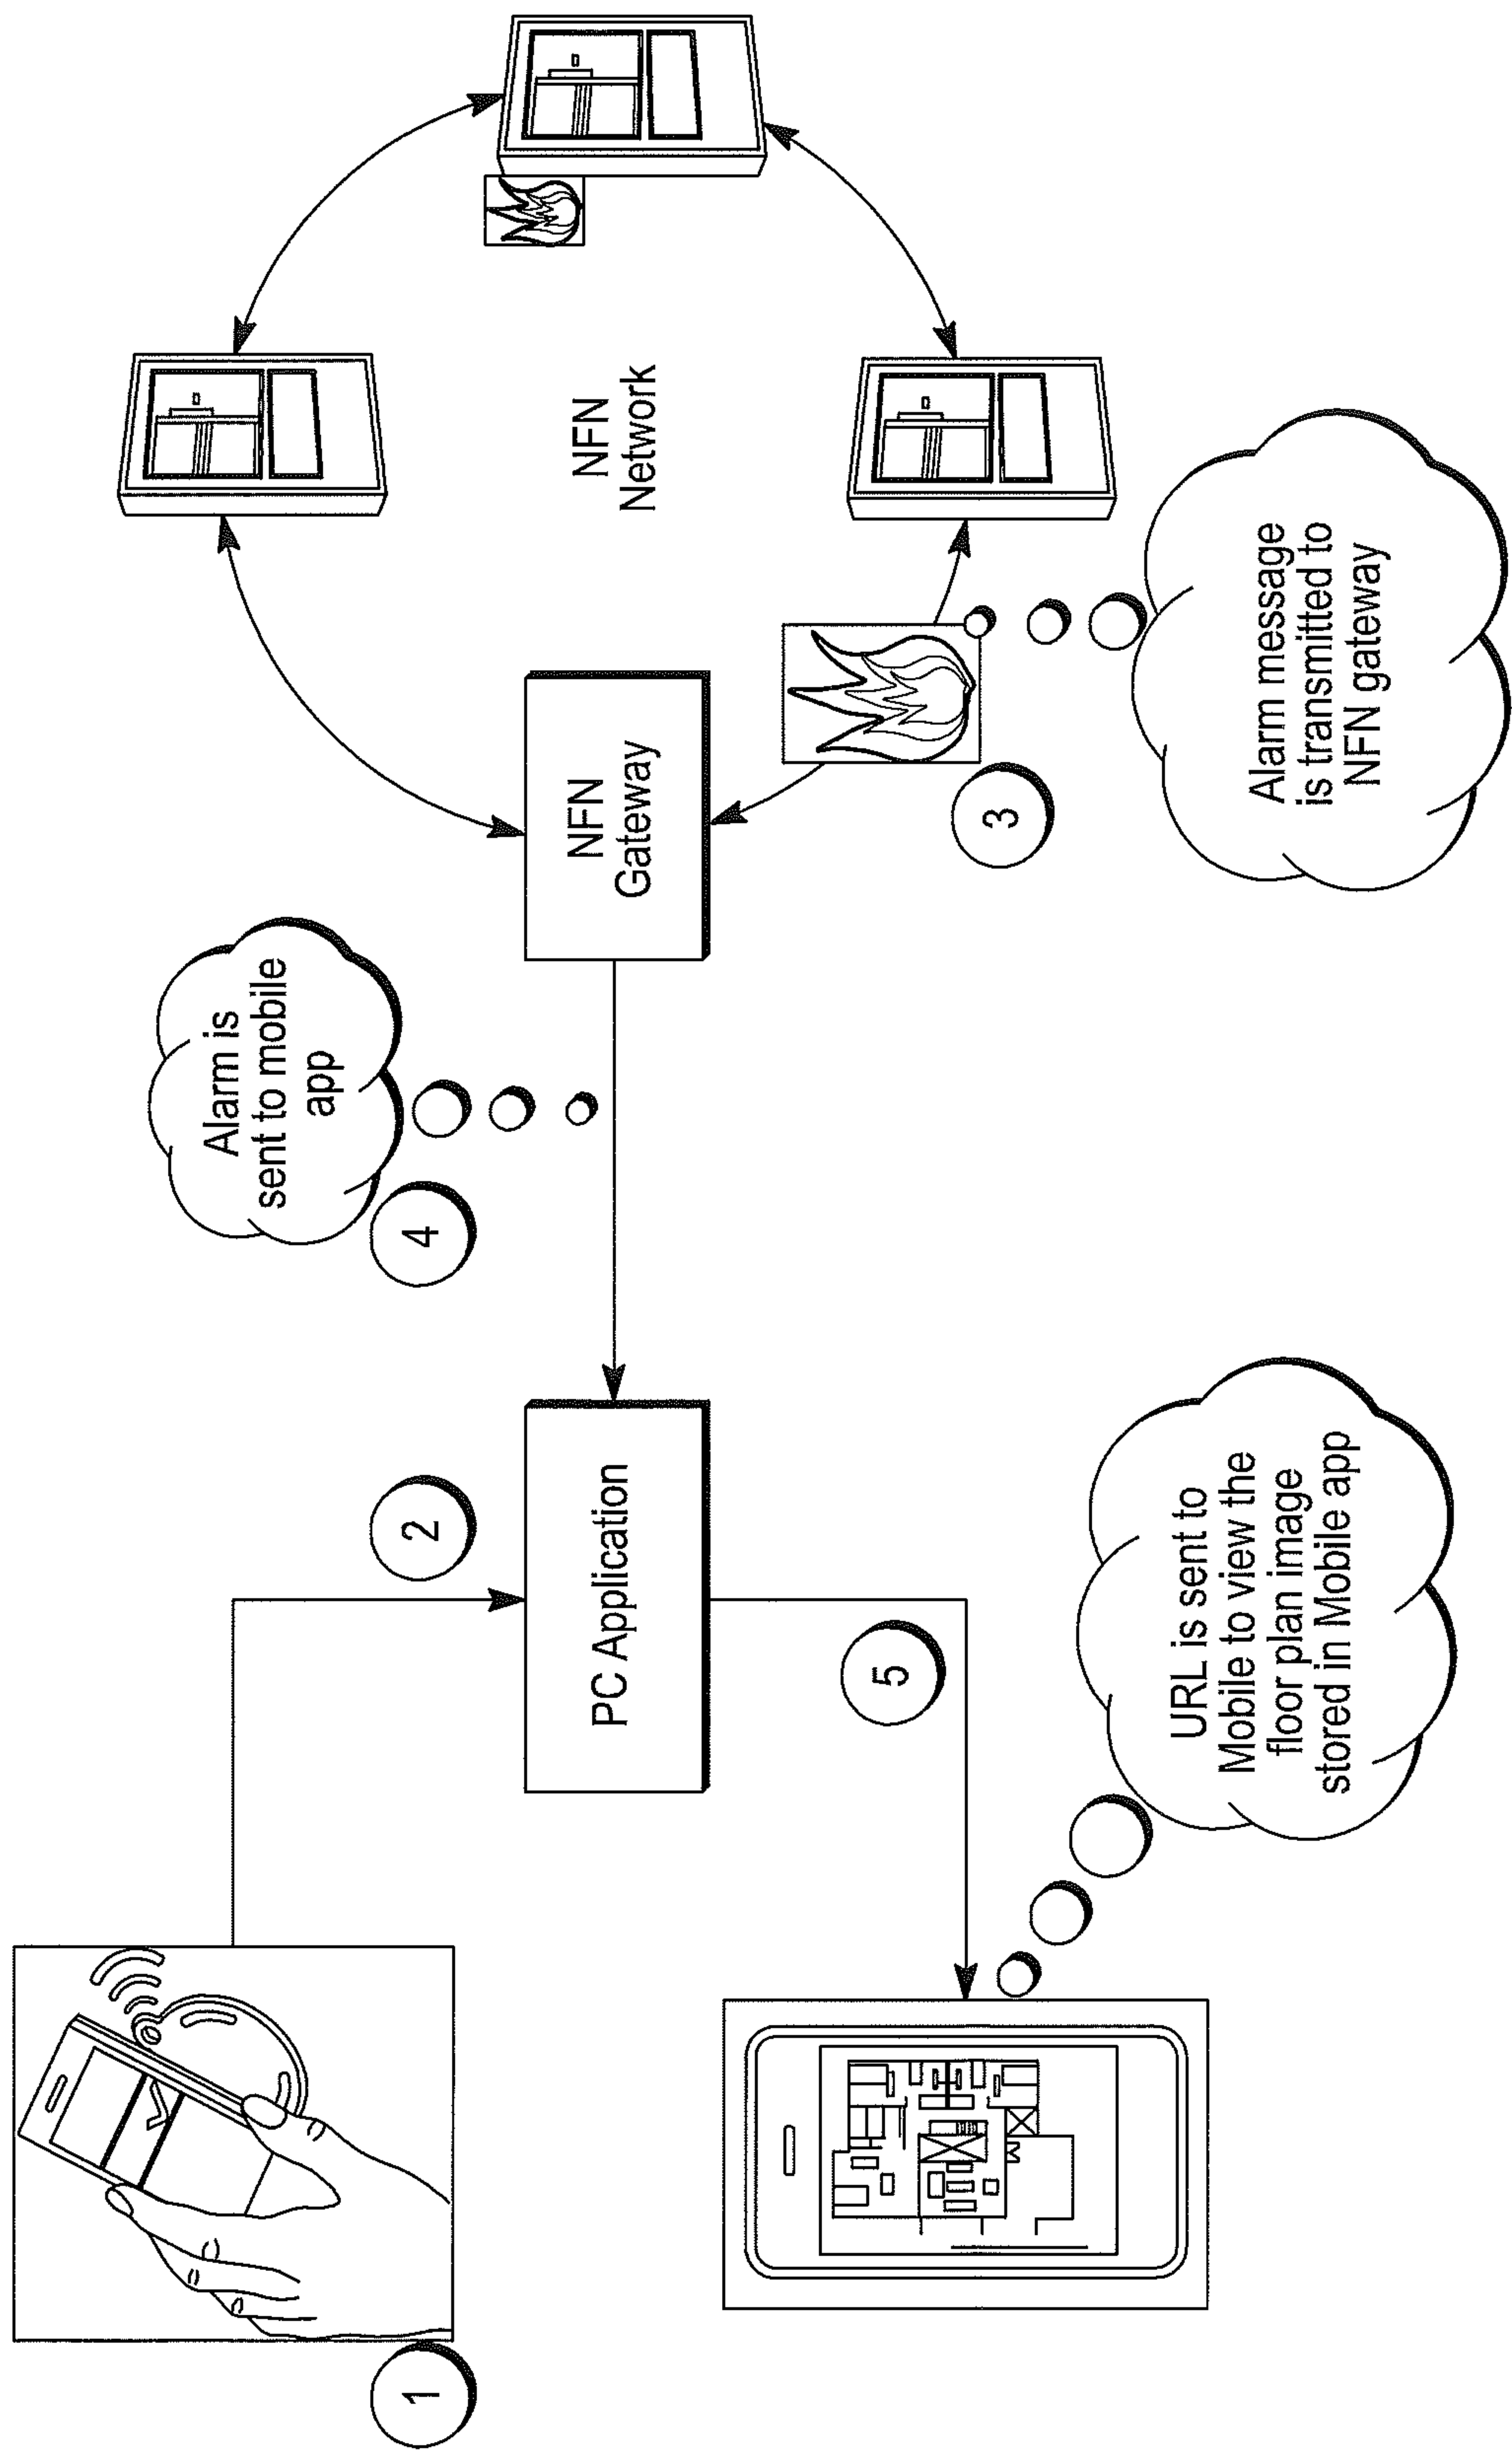 1
2
PC Application
5
URL is sent to
Mobile to view the
floor plan image
stored in Mobile app
4
Alarm is
sent to mobile
app
NFN
Gateway
3
Alarm message
is transmitted to
NFN gateway
NFN
Network